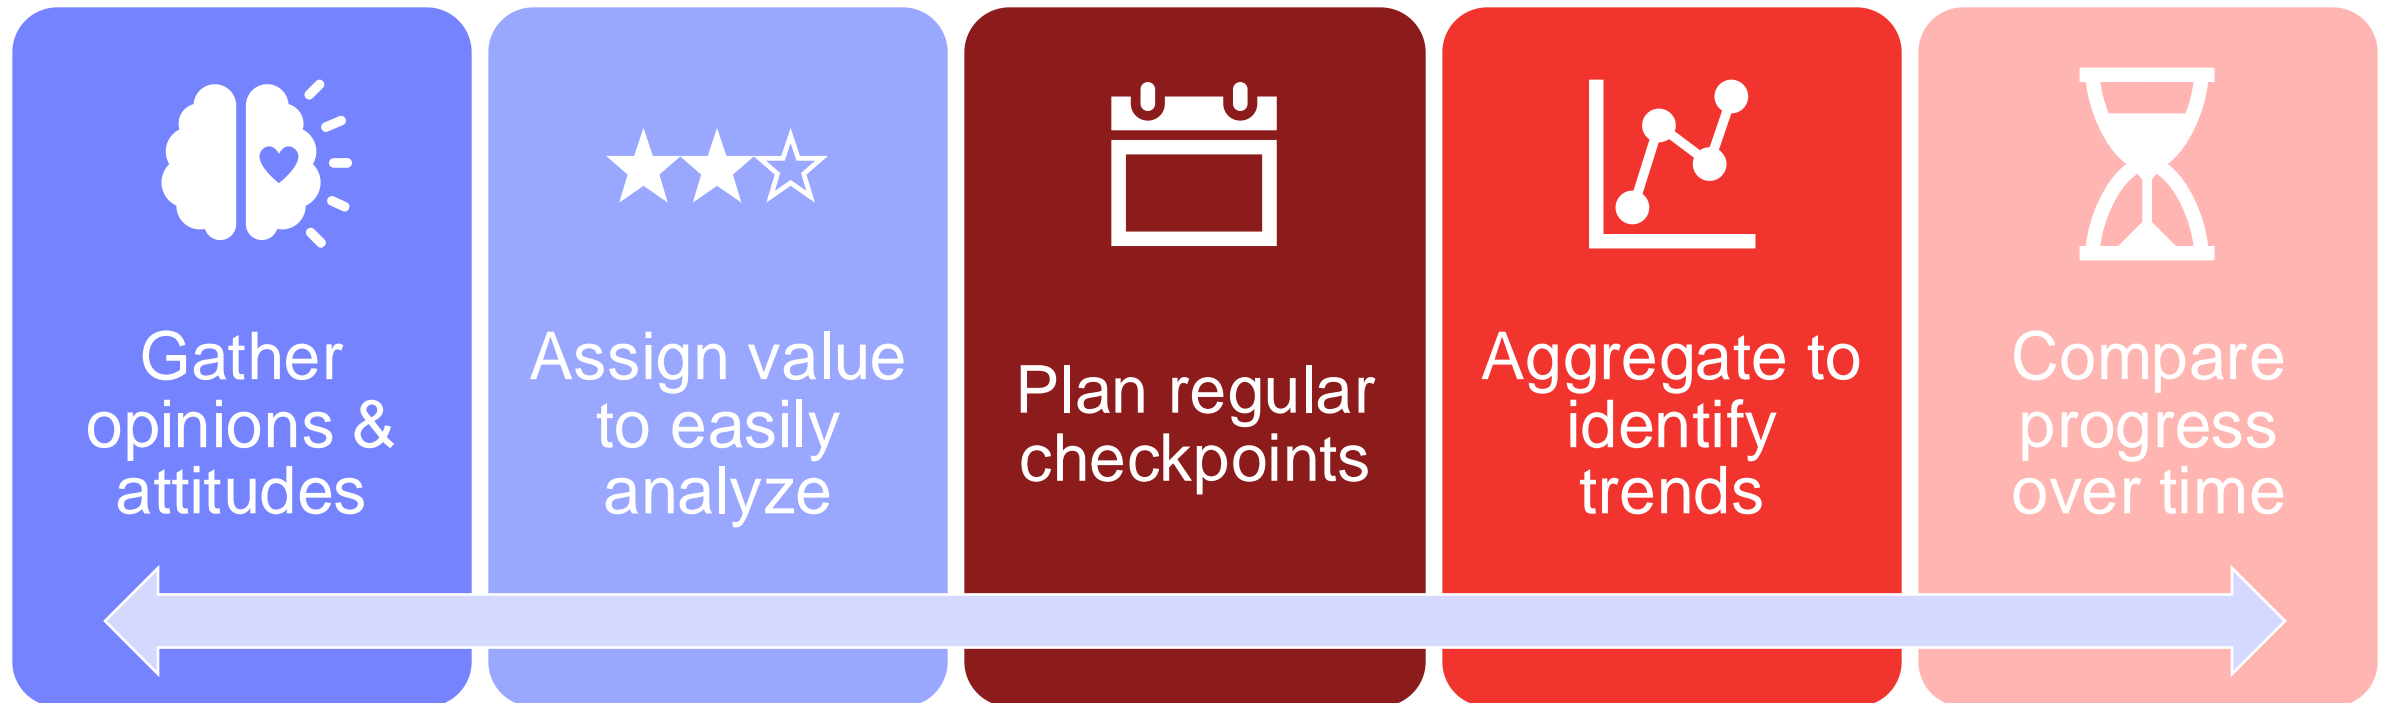 Gather
opinions &
attitudes
Assign value
to easily
analyze
Plan regular
checkpoints
Aggregate to
identify
trends
Compare
progress
over time